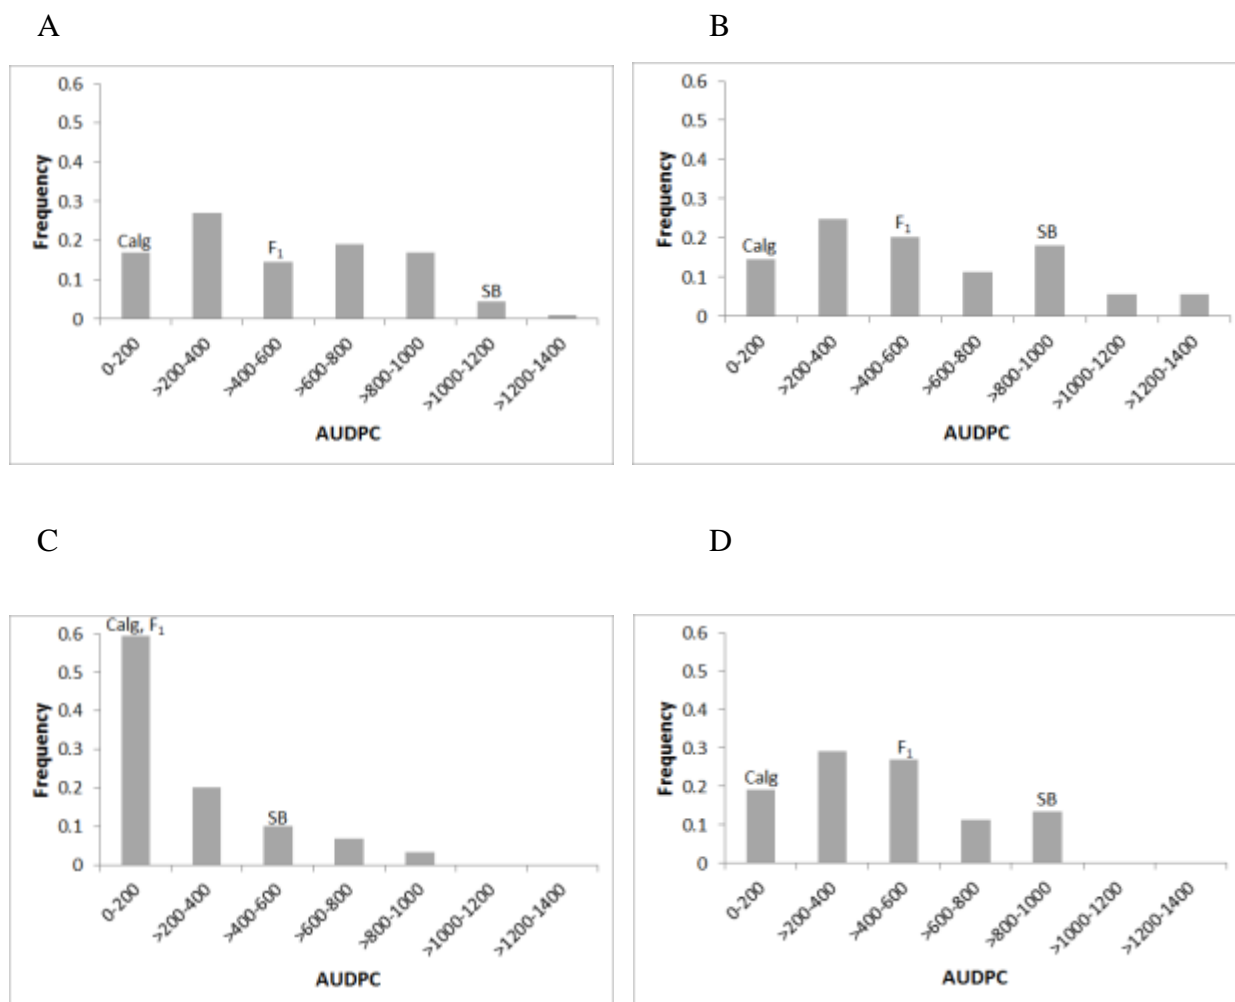 A
0.6
0.5
0.4
0.3
0.2
0.1
0
Frequency
Calg
F1
SB
0-200
>200-400
>400-600
>600-800
>800-1000
>1000-1200
>1200-1400
AUDPC
B
0.6
0.5
0.4
0.3
0.2
0.1
0
Frequency
Calg
F1
SB
0-200
>200-400
>400-600
>600-800
>800-1000
>1000-1200
>1200-1400
AUDPC
C
0.6
0.5
0.4
0.3
0.2
0.1
0
Frequency
Calg, F1
SB
0-200
>200-400
>400-600
>600-800
>800-1000
>1000-1200
>1200-1400
AUDPC
D
0.6
0.5
0.4
0.3
0.2
0.1
0
Frequency
Calg
F1
SB
0-200
>200-400
>400-600
>600-800
>800-1000
>1000-1200
>1200-1400
AUDPC